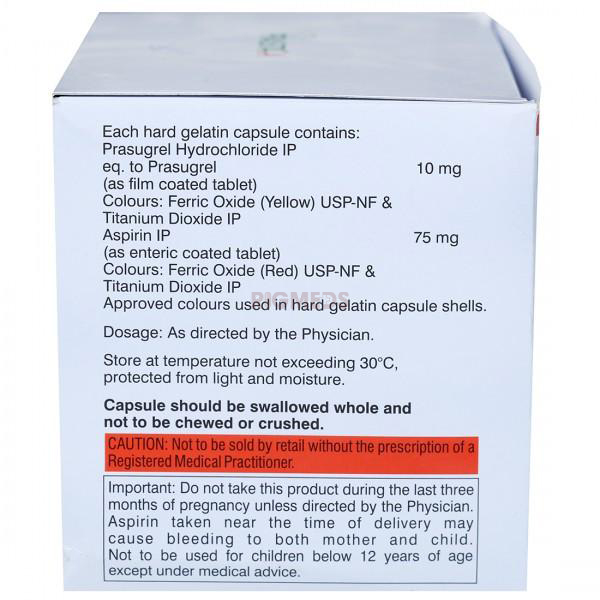 Each hard gelatin capsule contains:
Prasugrel Hydrochloride IP
eq. to Prasugrel 10 mg
(as film coated tablet)
Colours: Ferric Oxide (Yellow) USP-NF &
Titanium Dioxide IP
Aspirin IP 75 mg
(as enteric coated tablet)
Colours: Ferric Oxide (Red) USP-NF &
Titanium Dioxide IP
BIGMEDS
Approved colours used in hard gelatin capsule shells.
Dosage: As directed by the Physician.
Store at temperature not exceeding 30°C,
protected from light and moisture.
Capsule should be swallowed whole and
not to be chewed or crushed.
CAUTION: Not to be sold by retail without the prescription of a
Registered Medical Practitioner.
Important: Do not take this product during the last three
months of pregnancy unless directed by the Physician.
Aspirin taken near the time of delivery may
cause bleeding to both mother and child.
Not to be used for children below 12 years of age
except under medical advice.